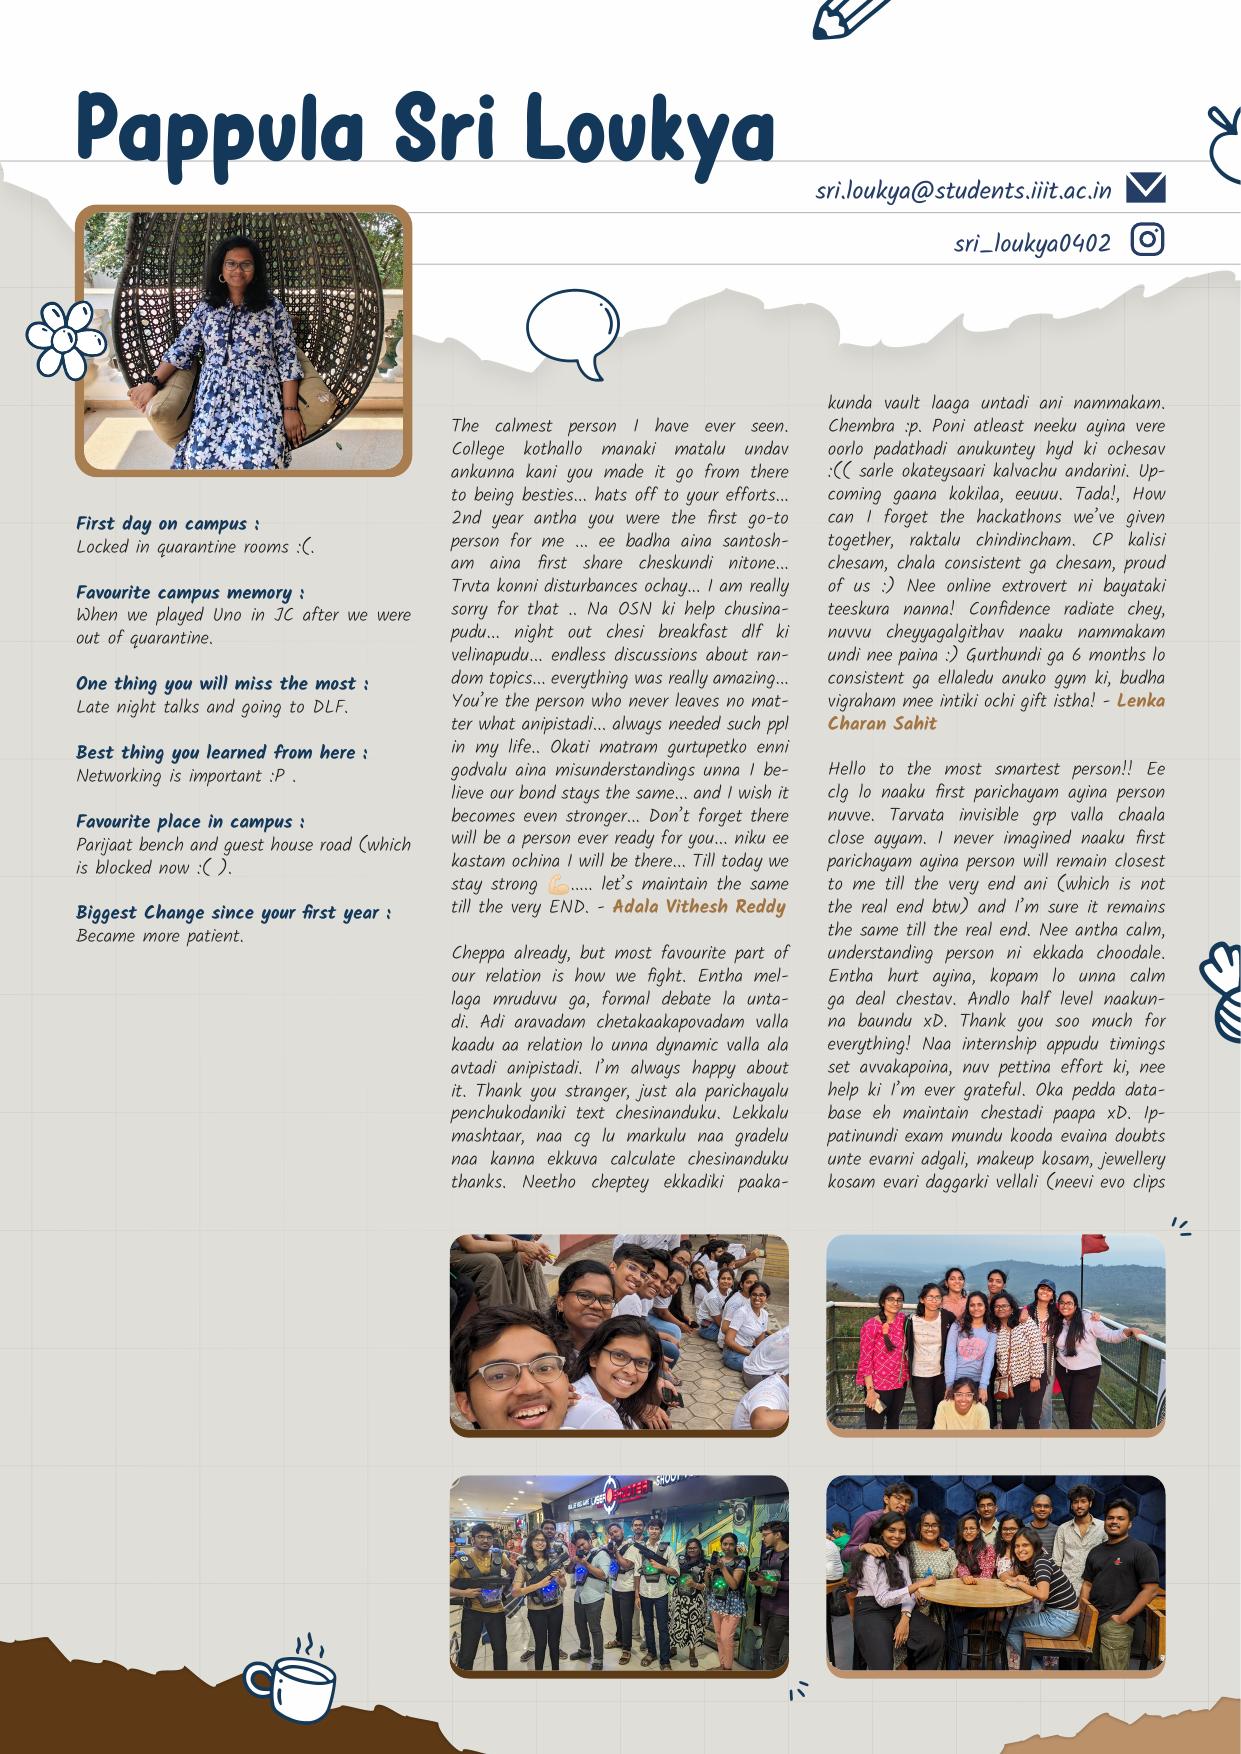 Pappula Sri Loukya
sri.loukya@students.iiit.ac.in
sri_loukya0402
First day on campus :
Locked in quarantine rooms :(.
Favourite campus memory :
When we played Uno in JC after we were
out of quarantine.
One thing you will miss the most :
Late night talks and going to DLF.
Best thing you learned from here :
Networking is important :P .
Favourite place in campus :
Parijaat bench and guest house road (which
is blocked now :( ).
Biggest Change since your first year :
Became more patient.
The calmest person I have ever seen.
College kothallo manaki matalu undav
ankunna kani you made it go from there
to being besties... hats off to your efforts...
2nd year antha you were the first go-to
person for me ... ee badha aina santosh-
am aina first share cheskundi nitone...
Trvta konni disturbances ochay... I am really
sorry for that .. Na OSN ki help chusina-
pudu... night out chesi breakfast dlf ki
velinapudu... endless discussions about ran-
dom topics... everything was really amazing...
You're the person who never leaves no mat-
ter what anipistadi... always needed such ppl
in my life.. Okati matram gurtupetko enni
godvalu aina misunderstandings unna I be-
lieve our bond stays the same... and I wish it
becomes even stronger... Don't forget there
will be a person ever ready for you... niku ee
kastam ochina I will be there... Till today we
stay strong 💪..... let's maintain the same
till the very END. - Adala Vithesh Reddy
Cheppa already, but most favourite part of
our relation is how we fight. Entha mel-
laga mruduvu ga, formal debate la unta-
di. Adi aravadam chetakaakapovadam valla
kaadu aa relation lo unna dynamic valla ala
avtadi anipistadi. I'm always happy about
it. Thank you stranger, just ala parichayalu
penchukodaniki text chesinanduku. Lekkalu
mashtaar, naa cg lu markulu naa gradelu
naa kanna ekkuva calculate chesinanduku
thanks. Neetho cheptey ekkadiki paaka-
kunda vault laaga untadi ani nammakam.
Chembra :p. Poni atleast neeku ayina vere
oorlo padathadi anukuntey hyd ki ochesav
:(( sarle okateysaari kalvachu andarini. Up-
coming gaana kokilaa, eeuuu. Tada!, How
can I forget the hackathons we've given
together, raktalu chindincham. CP kalisi
chesam, chala consistent ga chesam, proud
of us :) Nee online extrovert ni bayataki
teeskura nanna! Confidence radiate chey,
nuvvu cheyyagalgithav naaku nammakam
undi nee paina :) Gurthundi ga 6 months lo
consistent ga ellaledu anuko gym ki, budha
vigraham mee intiki ochi gift istha! - Lenka
Charan Sahit
Hello to the most smartest person!! Ee
clg lo naaku first parichayam ayina person
nuvve. Tarvata invisible grp valla chaala
close ayyam. I never imagined naaku first
parichayam ayina person will remain closest
to me till the very end ani (which is not
the real end btw) and I'm sure it remains
the same till the real end. Nee antha calm,
understanding person ni ekkada choodale.
Entha hurt ayina, kopam lo unna calm
ga deal chestav. Andlo half level naakun-
na baundu xD. Thank you soo much for
everything! Naa internship appudu timings
set avvakapoina, nuv pettina effort ki, nee
help ki I'm ever grateful. Oka pedda data-
base eh maintain chestadi paapa xD. Ip-
patinundi exam mundu kooda evaina doubts
unte evarni adgali, makeup kosam, jewellery
kosam evari daggarki vellali (neevi evo clips